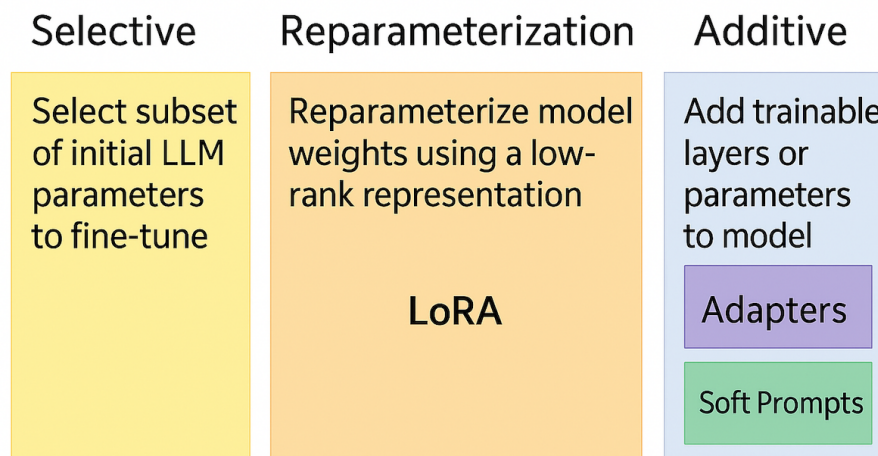 Selective
Select subset
of initial LLM
parameters
to fine-tune
Reparameterization
Reparameterize model
weights using a low-
rank representation
LoRA
Additive
Add trainable
layers or
parameters
to model
Adapters
Soft Prompts